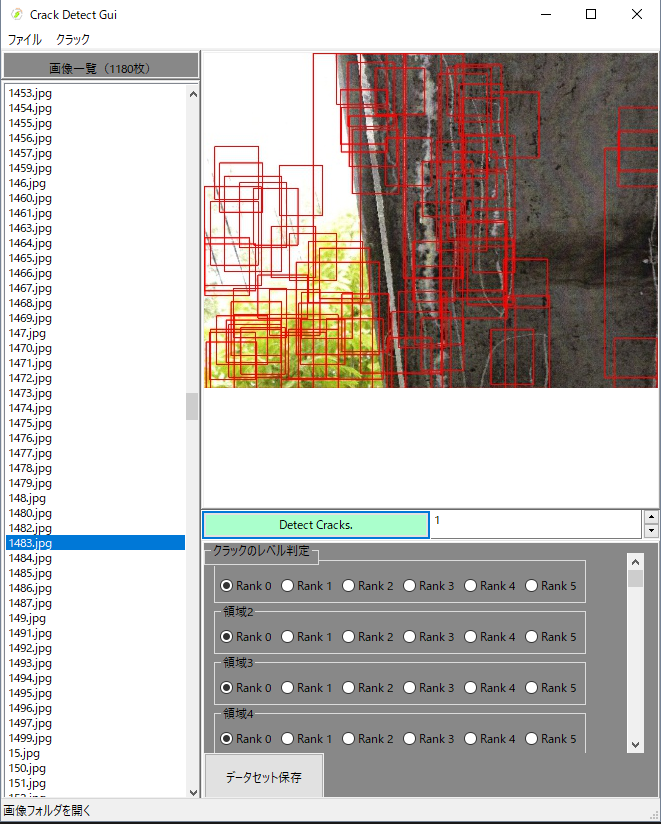 Crack Detect Gui
ファイル クラック
画像一覧（1180枚）
1453.jpg
1454.jpg
1455.jpg
1456.jpg
1457.jpg
1459.jpg
146.jpg
1460.jpg
1461.jpg
1463.jpg
1464.jpg
1465.jpg
1466.jpg
1467.jpg
1468.jpg
1469.jpg
147.jpg
1470.jpg
1471.jpg
1472.jpg
1473.jpg
1474.jpg
1475.jpg
1476.jpg
1477.jpg
1478.jpg
1479.jpg
148.jpg
1480.jpg
1482.jpg
1483.jpg
1484.jpg
1485.jpg
1486.jpg
1487.jpg
149.jpg
1491.jpg
1492.jpg
1493.jpg
1494.jpg
1495.jpg
1496.jpg
1497.jpg
1499.jpg
15.jpg
150.jpg
151.jpg
Detect Cracks.
1
クラックのレベル判定
Rank 0 Rank 1 Rank 2 Rank 3 Rank 4 Rank 5
領域2
Rank 0 Rank 1 Rank 2 Rank 3 Rank 4 Rank 5
領域3
Rank 0 Rank 1 Rank 2 Rank 3 Rank 4 Rank 5
領域4
Rank 0 Rank 1 Rank 2 Rank 3 Rank 4 Rank 5
データセット保存
画像フォルダを開く